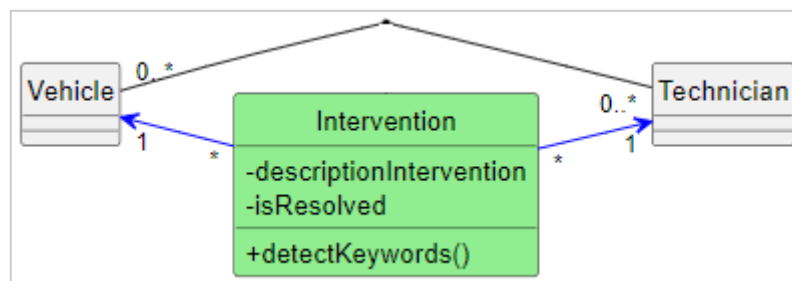 0..*
Vehicle
Technician
0..*
Intervention
1
1
*
*
-descriptionIntervention
-isResolved
+detectKeywords()